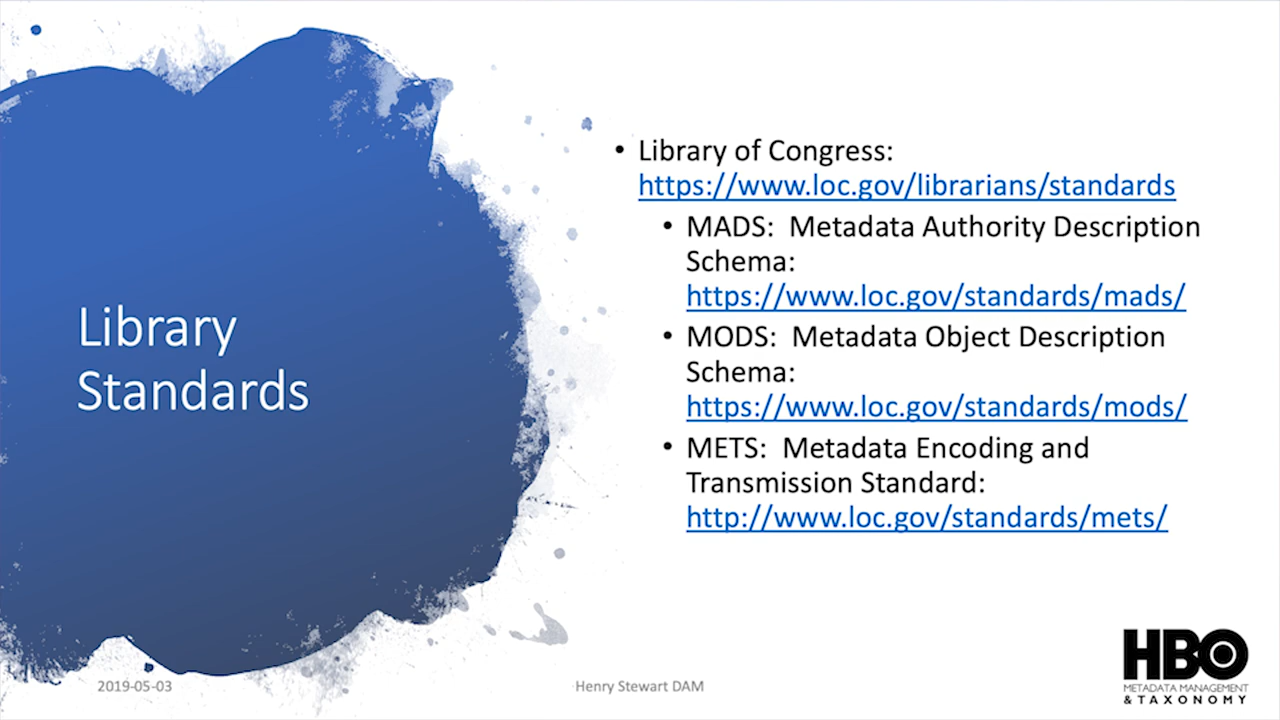 Library
Standards
• Library of Congress:
https://www.loc.gov/librarians/standards
• MADS:  Metadata Authority Description
Schema:
https://www.loc.gov/standards/mads/
• MODS:  Metadata Object Description
Schema:
https://www.loc.gov/standards/mods/
• METS:  Metadata Encoding and
Transmission Standard:
http://www.loc.gov/standards/mets/
2019-05-03
Henry Stewart DAM
HBO
METADATA MANAGEMENT
& TAXONOMY